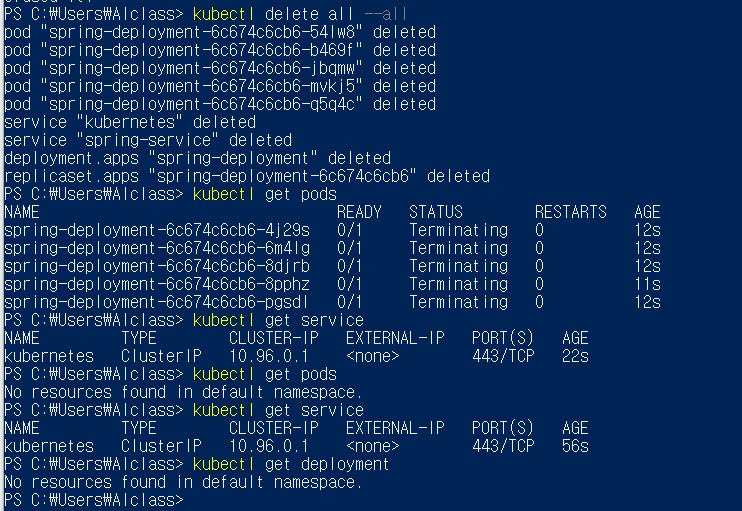 PS C:₩Users₩AIclass> kubectl delete all --all
pod "spring-deployment-6c674c6cb6-54lw8" deleted
pod "spring-deployment-6c674c6cb6-b469f" deleted
pod "spring-deployment-6c674c6cb6-jbqmw" deleted
pod "spring-deployment-6c674c6cb6-mvkj5" deleted
pod "spring-deployment-6c674c6cb6-q5q4c" deleted
service "kubernetes" deleted
service "spring-service" deleted
deployment.apps "spring-deployment" deleted
replicaset.apps "spring-deployment-6c674c6cb6" deleted
PS C:₩Users₩AIclass> kubectl get pods
NAME READY STATUS RESTARTS AGE
spring-deployment-6c674c6cb6-4j29s 0/1 Terminating 0 12s
spring-deployment-6c674c6cb6-6m4lg 0/1 Terminating 0 12s
spring-deployment-6c674c6cb6-8djrb 0/1 Terminating 0 12s
spring-deployment-6c674c6cb6-8pphz 0/1 Terminating 0 11s
spring-deployment-6c674c6cb6-pgsdl 0/1 Terminating 0 12s
PS C:₩Users₩AIclass> kubectl get service
NAME TYPE CLUSTER-IP EXTERNAL-IP PORT(S) AGE
kubernetes ClusterIP 10.96.0.1 <none> 443/TCP 22s
PS C:₩Users₩AIclass> kubectl get pods
No resources found in default namespace.
PS C:₩Users₩AIclass> kubectl get service
NAME TYPE CLUSTER-IP EXTERNAL-IP PORT(S) AGE
kubernetes ClusterIP 10.96.0.1 <none> 443/TCP 56s
PS C:₩Users₩AIclass> kubectl get deployment
No resources found in default namespace.
PS C:₩Users₩AIclass>